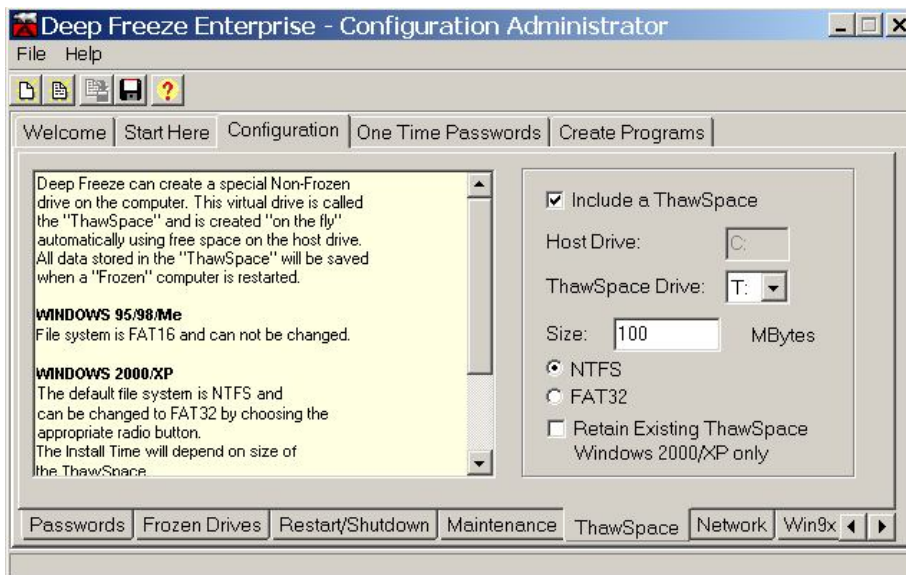 Deep Freeze Enterprise - Configuration Administrator
File Help
Welcome Start Here Configuration One Time Passwords Create Programs
Deep Freeze can create a special Non-Frozen
drive on the computer. This virtual drive is called
the "ThawSpace" and is created "on the fly"
automatically using free space on the host drive.
All data stored in the "ThawSpace" will be saved
when a "Frozen" computer is restarted.
WINDOWS 95/98/Me
File system is FAT16 and can not be changed.
WINDOWS 2000/XP
The default file system is NTFS and
can be changed to FAT32 by choosing the
appropriate radio button.
The Install Time will depend on size of
the ThawSpace
Include a ThawSpace
Host Drive: C:
ThawSpace Drive: T:
Size: 100 MBytes
NTFS
FAT32
Retain Existing ThawSpace
Windows 2000/XP only
Passwords Frozen Drives Restart/Shutdown Maintenance ThawSpace Network Win9x